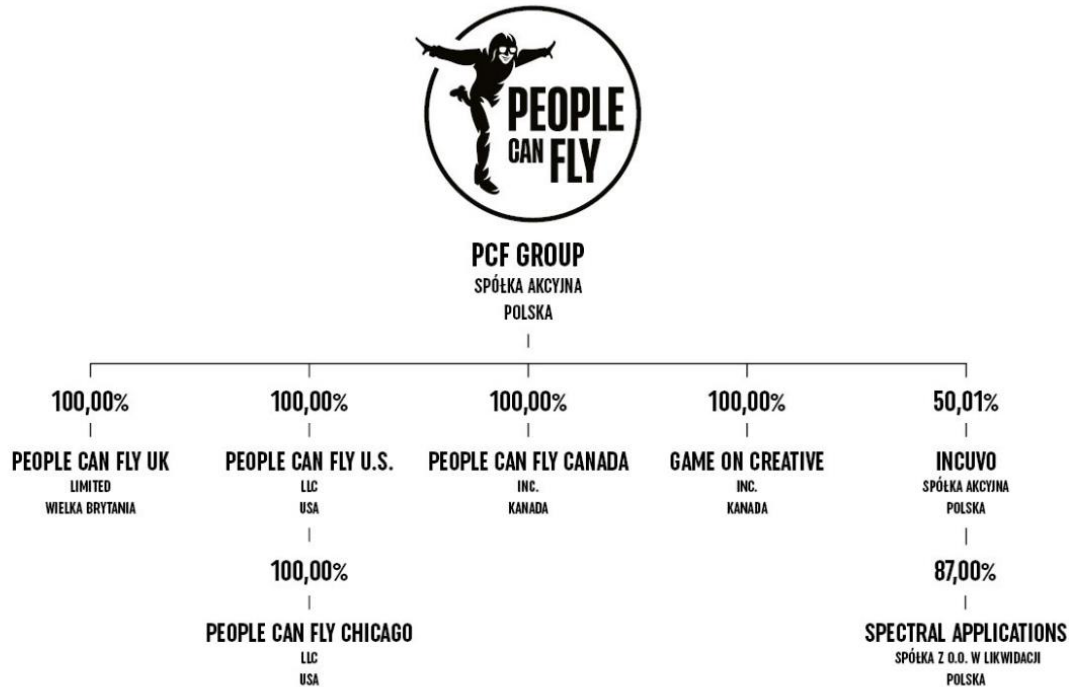 PEOPLE
CAN FLY
PCF GROUP
SPÓŁKA AKCYJNA
POLSKA
100,00%
100,00%
100,00%
100,00%
50,01%
PEOPLE CAN FLY UK
LIMITED
WIELKA BRYTANIA
PEOPLE CAN FLY U.S.
LLC
USA
PEOPLE CAN FLY CANADA
INC.
KANADA
GAME ON CREATIVE
INC.
KANADA
INCUVO
SPÓŁKA AKCYJNA
POLSKA
100,00%
87,00%
PEOPLE CAN FLY CHICAGO
LLC
USA
SPECTRAL APPLICATIONS
SPÓŁKA Z O.O. W LIKWIDACJI
POLSKA